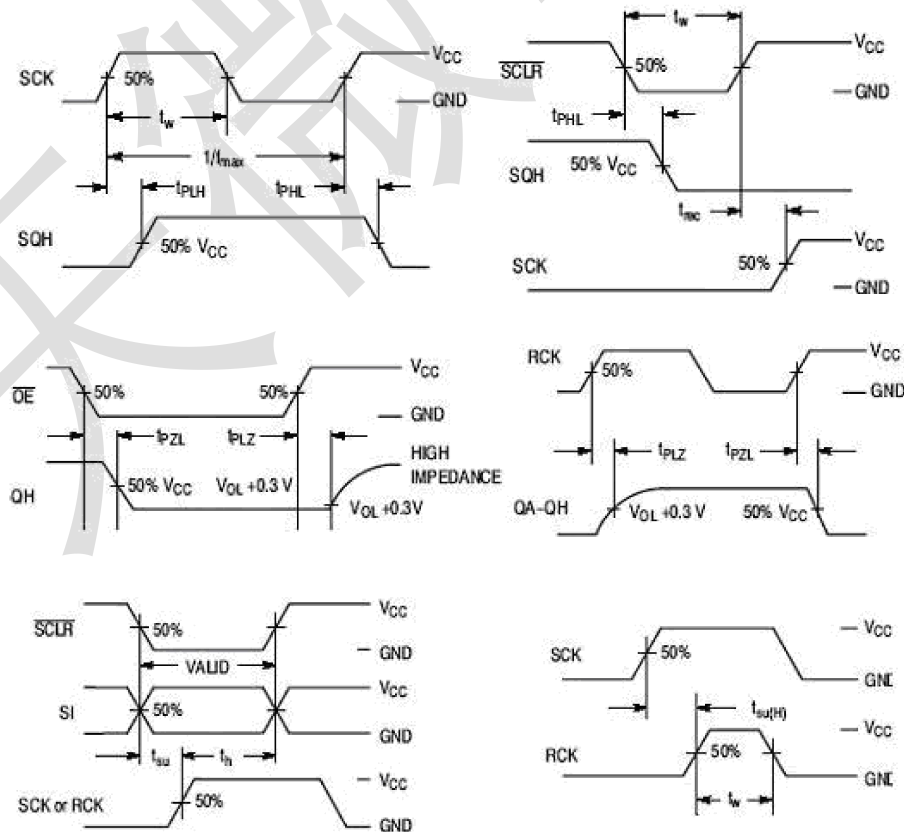 SCK
50%
VCC
GND
tw
1/fmax
tPLH
tPHL
SQH
50% VCC
tw
SCLR
50%
VCC
GND
tPHL
SQH
50% VCC
trec
SCK
50%
VCC
GND
OE
50%
50%
VCC
GND
tPZL
tPLZ
HIGH
IMPEDANCE
QH
50% VCC
VOL +0.3 V
VOL +0.3V
RCK
50%
VCC
GND
tPLZ
tPZL
QA-QH
VOL +0.3 V
50% VCC
SCLR
50%
VCC
GND
VALID
SI
50%
VCC
GND
tsu
th
SCK or RCK
50%
VCC
GND
SCK
50%
VCC
GND
tsu(H)
RCK
50%
VCC
GND
tw